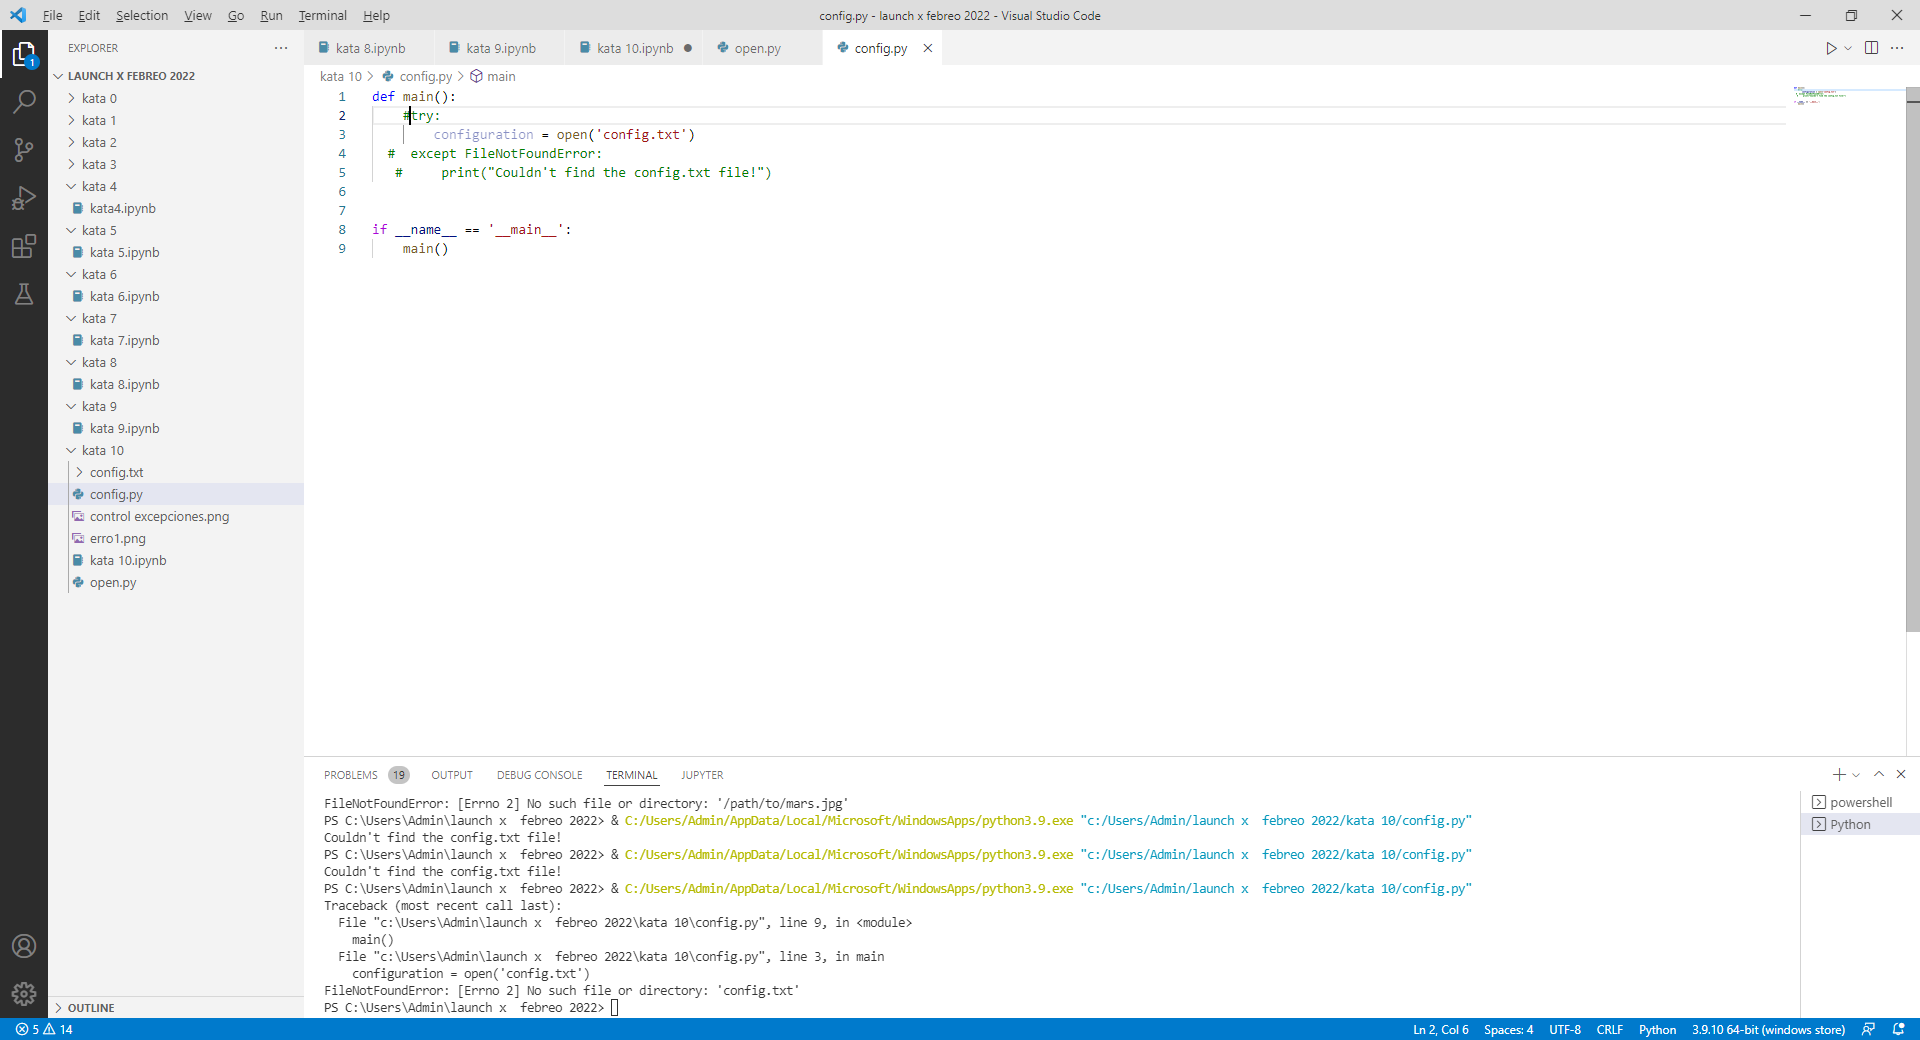 File Edit Selection View Go Run Terminal Help
config.py - launch x febreo 2022 - Visual Studio Code
EXPLORER
LAUNCH X FEBREO 2022
kata 0
kata 1
kata 2
kata 3
kata 4
kata4.ipynb
kata 5
kata 5.ipynb
kata 6
kata 6.ipynb
kata 7
kata 7.ipynb
kata 8
kata 8.ipynb
kata 9
kata 9.ipynb
kata 10
config.txt
config.py
control excepciones.png
erro1.png
kata 10.ipynb
open.py
OUTLINE
1
kata 8.ipynb kata 9.ipynb kata 10.ipynb open.py config.py
kata 10 > config.py > main
1 def main():
2 #try:
3 configuration = open('config.txt')
4 # except FileNotFoundError:
5 # print("Couldn't find the config.txt file!")
6
7
8 if __name__ == '__main__':
9 main()
PROBLEMS 19 OUTPUT DEBUG CONSOLE TERMINAL JUPYTER
FileNotFoundError: [Errno 2] No such file or directory: '/path/to/mars.jpg'
PS C:\Users\Admin\launch x  febreo 2022> & C:/Users/Admin/AppData/Local/Microsoft/WindowsApps/python3.9.exe "c:/Users/Admin/launch x  febreo 2022/kata 10/config.py"
Couldn't find the config.txt file!
PS C:\Users\Admin\launch x  febreo 2022> & C:/Users/Admin/AppData/Local/Microsoft/WindowsApps/python3.9.exe "c:/Users/Admin/launch x  febreo 2022/kata 10/config.py"
Couldn't find the config.txt file!
PS C:\Users\Admin\launch x  febreo 2022> & C:/Users/Admin/AppData/Local/Microsoft/WindowsApps/python3.9.exe "c:/Users/Admin/launch x  febreo 2022/kata 10/config.py"
Traceback (most recent call last):
File "c:\Users\Admin\launch x  febreo 2022\kata 10\config.py", line 9, in <module>
main()
File "c:\Users\Admin\launch x  febreo 2022\kata 10\config.py", line 3, in main
configuration = open('config.txt')
FileNotFoundError: [Errno 2] No such file or directory: 'config.txt'
PS C:\Users\Admin\launch x  febreo 2022>
powershell
Python
5 14
Ln 2, Col 6 Spaces: 4 UTF-8 CRLF Python 3.9.10 64-bit (windows store)